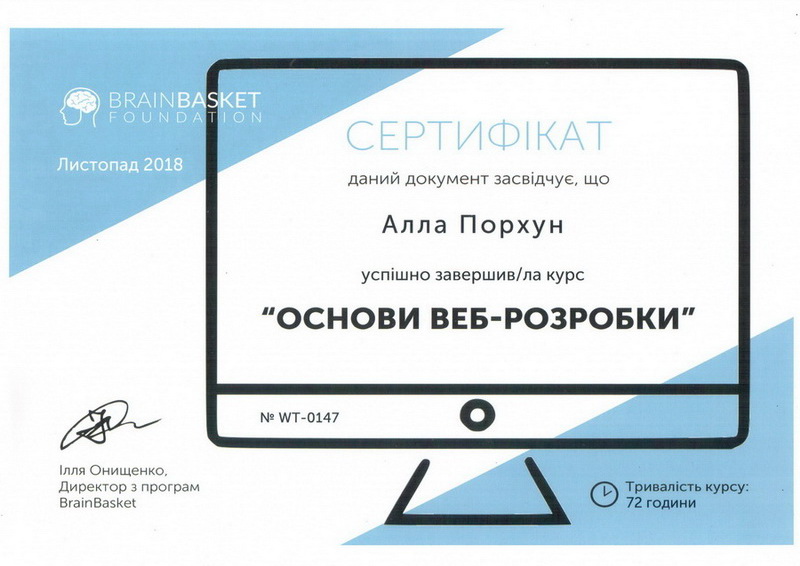 BRAINBASKET
FOUNDATION
Листопад 2018
СЕРТИФІКАТ
даний документ засвідчує, що
Алла Порхун
успішно завершив/ла курс
“ОСНОВИ ВЕБ-РОЗРОБКИ”
№ WT-0147
Ілля Онищенко,
Директор з програм
BrainBasket
Тривалість курсу:
72 години